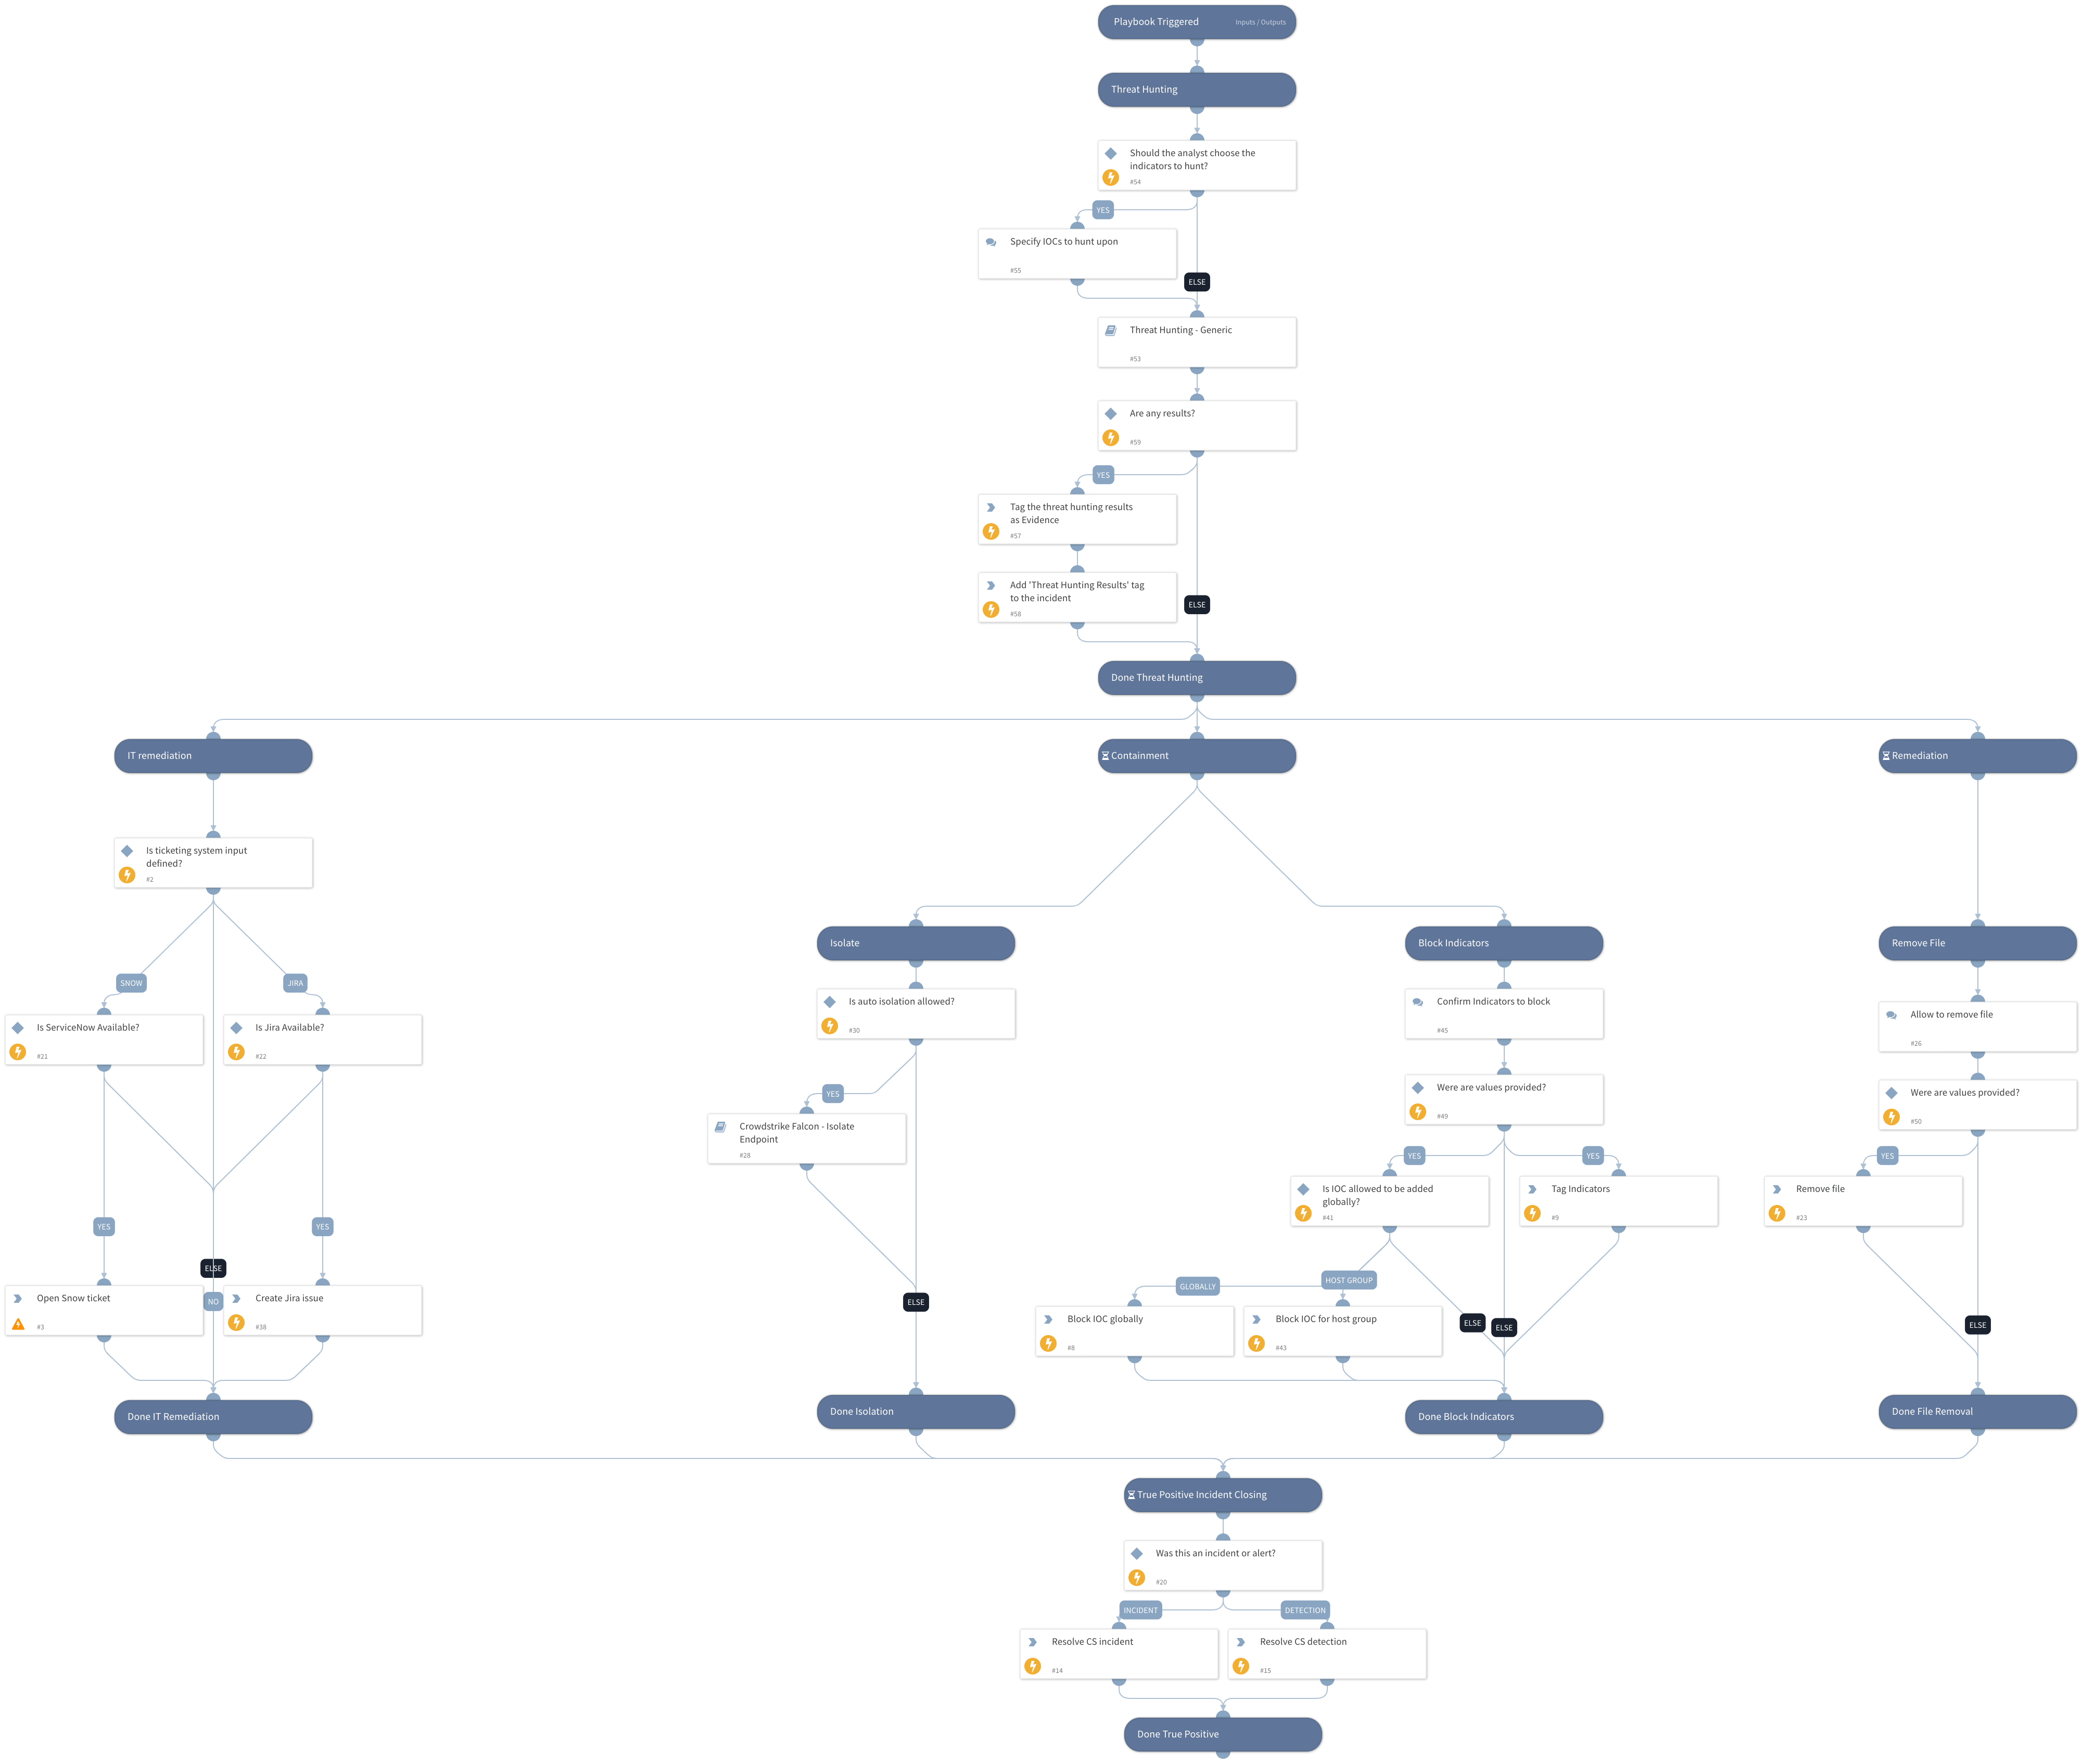 Playbook Triggered
Inputs / Outputs
Threat Hunting
Should the analyst choose the
indicators to hunt?
#54
YES
Specify IOCs to hunt upon
#55
ELSE
Threat Hunting - Generic
#53
Are any results?
#59
YES
Tag the threat hunting results
as Evidence
#57
Add 'Threat Hunting Results' tag
to the incident
#58
ELSE
Done Threat Hunting
IT remediation
Containment
Remediation
Is ticketing system input
defined?
#2
SNOW
JIRA
Is ServiceNow Available?
#21
Is Jira Available?
#22
YES
YES
ELSE
NO
Open Snow ticket
#3
Create Jira issue
#38
Done IT Remediation
Isolate
Is auto isolation allowed?
#30
YES
Crowdstrike Falcon - Isolate
Endpoint
#28
ELSE
Done Isolation
Block Indicators
Confirm Indicators to block
#45
Were are values provided?
#49
YES
YES
Is IOC allowed to be added
globally?
#41
Tag Indicators
#9
GLOBALLY
HOST GROUP
Block IOC globally
#8
Block IOC for host group
#43
ELSE
ELSE
Done Block Indicators
Remove File
Allow to remove file
#26
Were are values provided?
#50
YES
Remove file
#23
ELSE
Done File Removal
True Positive Incident Closing
Was this an incident or alert?
#20
INCIDENT
DETECTION
Resolve CS incident
#14
Resolve CS detection
#15
Done True Positive